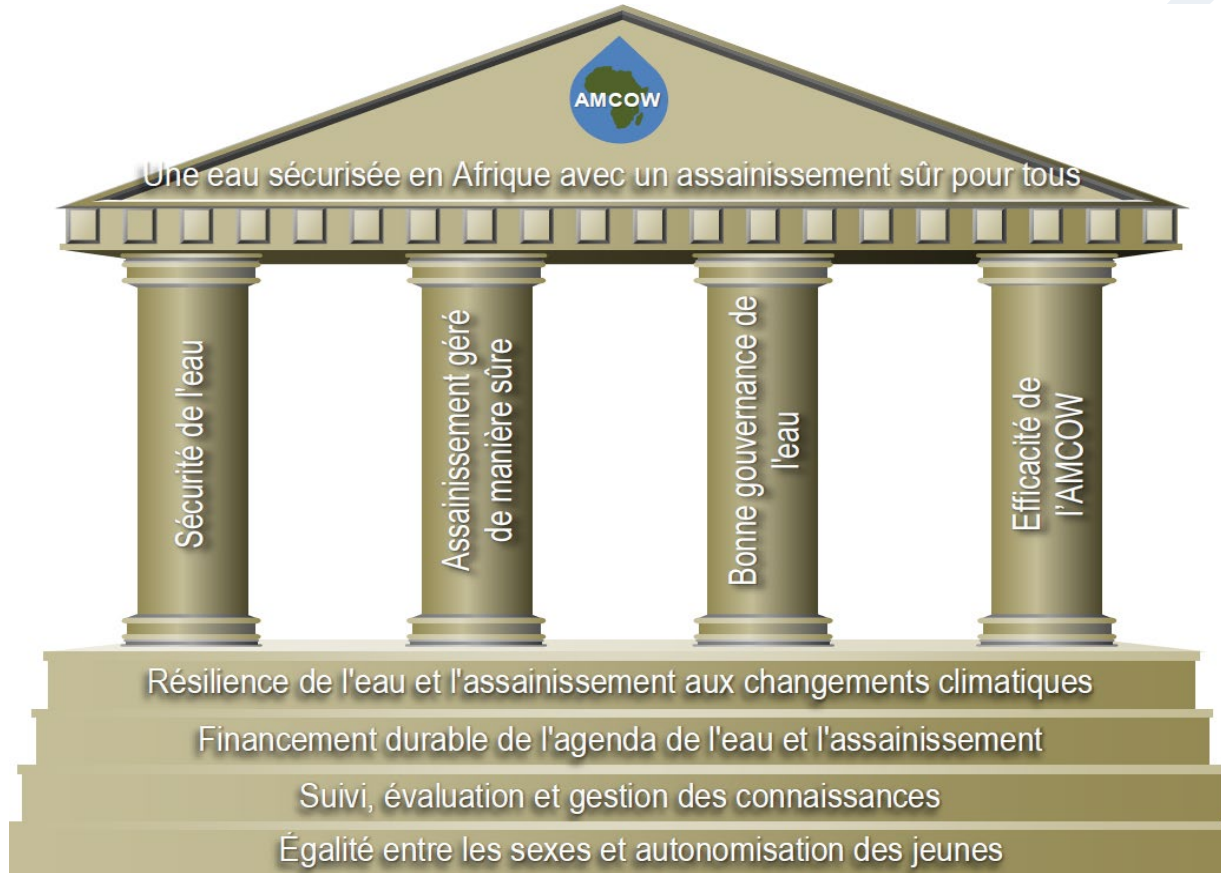 AMCOW
Une eau sécurisée en Afrique avec un assainissement sûr pour tous
Sécurité de l'eau
Assainissement géré
de manière sûre
Bonne gouvernance de
l'eau
Efficacité de
l’AMCOW
Résilience de l'eau et l'assainissement aux changements climatiques
Financement durable de l'agenda de l'eau et l'assainissement
Suivi, évaluation et gestion des connaissances
Égalité entre les sexes et autonomisation des jeunes